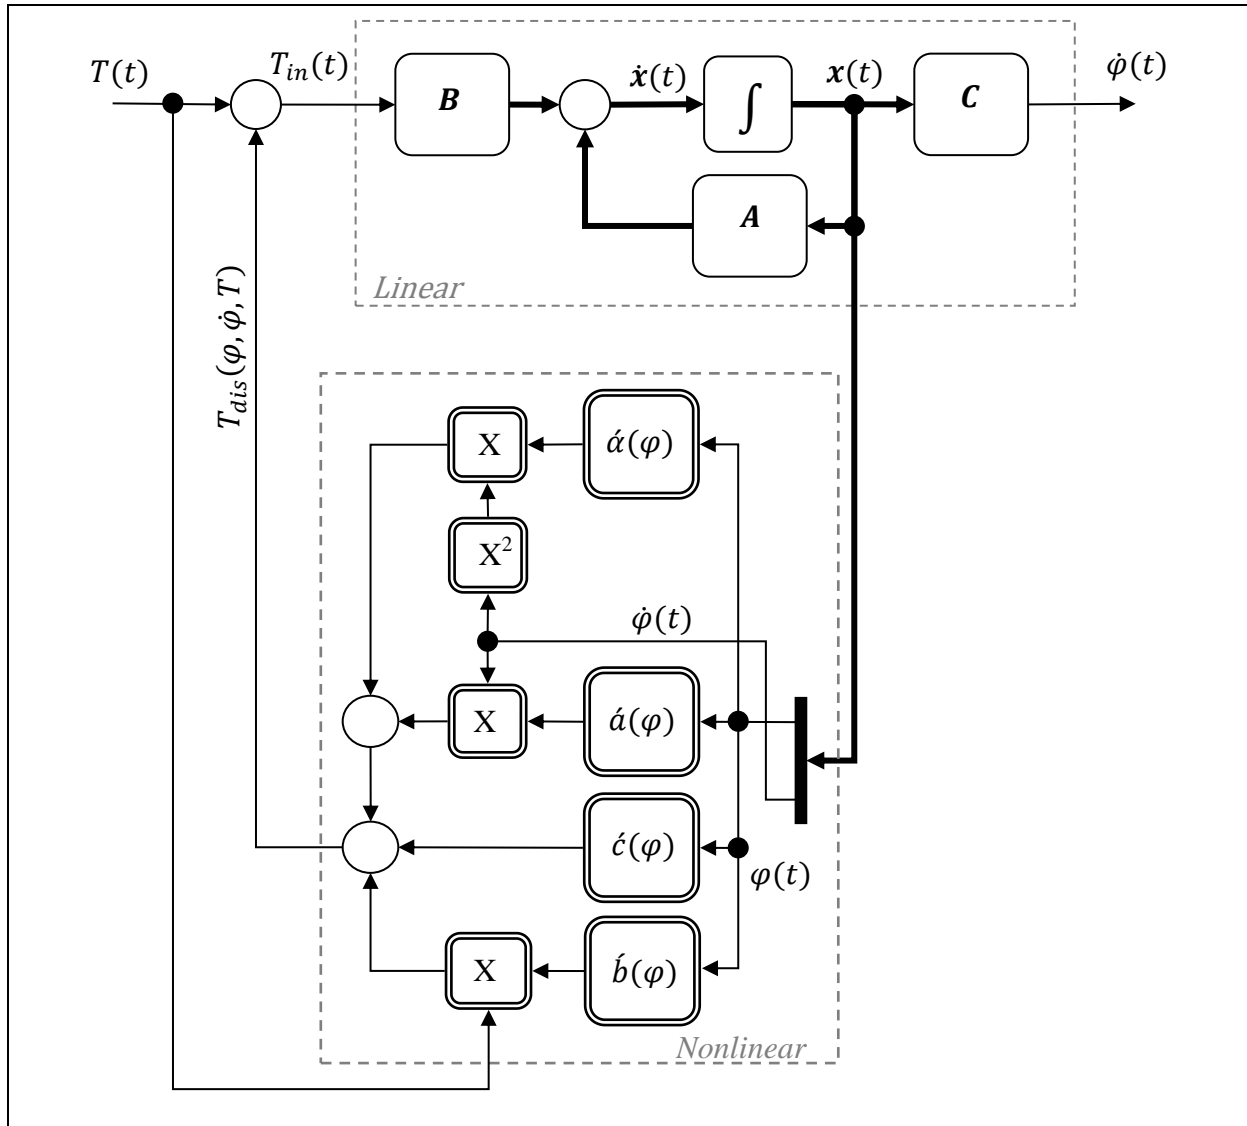 T(t)
T_in(t)
B
ẋ(t)
∫
x(t)
C
φ̇(t)
A
Linear
T_dis(φ, φ̇, T)
X
ά(φ)
X²
φ̇(t)
X
á(φ)
ć(φ)
φ(t)
X
b́(φ)
Nonlinear